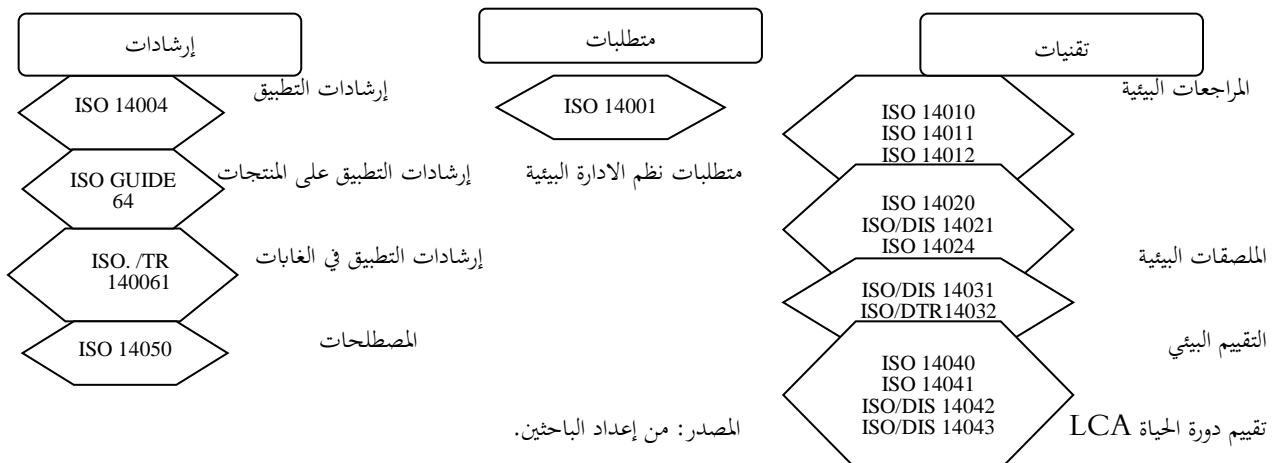 تقنيات
متطلبات
إرشادات
المراجعات البيئية
ISO 14010
ISO 14011
ISO 14012
الملصقات البيئية
ISO 14020
ISO/DIS 14021
ISO 14024
التقييم البيئي
ISO/DIS 14031
ISO/DTR14032
تقييم دورة الحياة LCA
ISO 14040
ISO 14041
ISO/DIS 14042
ISO/DIS 14043
ISO 14001
متطلبات نظم الادارة البيئية
إرشادات التطبيق
ISO 14004
إرشادات التطبيق على المنتجات
ISO GUIDE
64
إرشادات التطبيق في الغابات
ISO. /TR
140061
المصطلحات
ISO 14050
المصدر: من إعداد الباحثين.